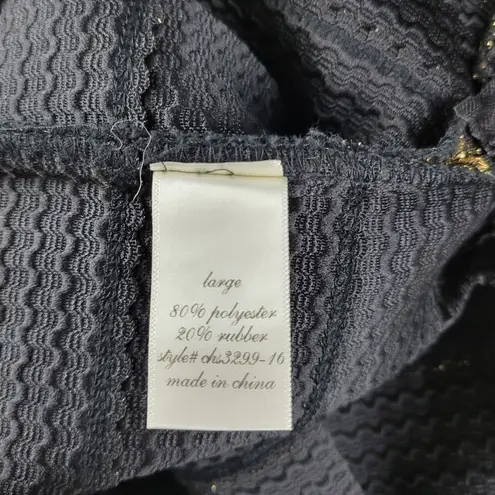 large
80% polyester
20% rubber
style# chs3299-16
made in china